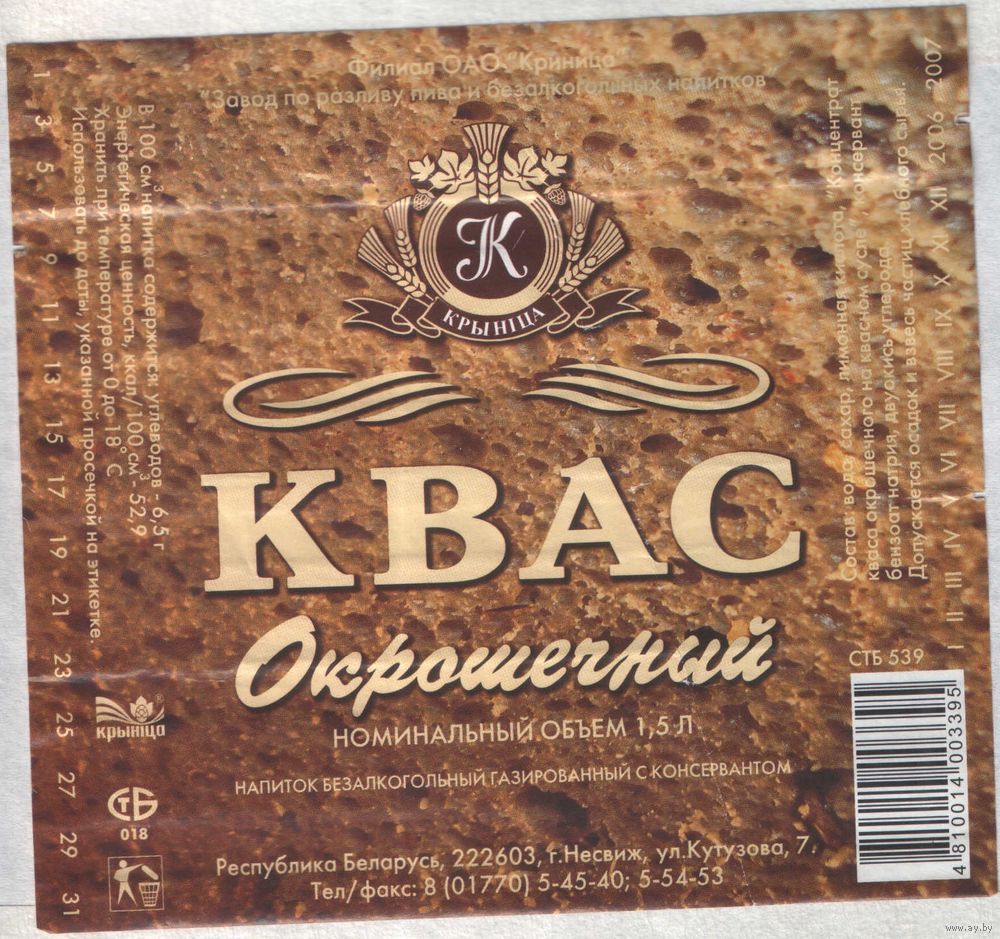 Филиал ОАО "Криница"
"Завод по разливу пива и безалкогольных напитков"
К
КРЫНІЦА
КВАС
Окрошечный
НОМИНАЛЬНЫЙ ОБЪЕМ 1,5 Л
НАПИТОК БЕЗАЛКОГОЛЬНЫЙ ГАЗИРОВАННЫЙ С КОНСЕРВАНТОМ
Республика Беларусь, 222603, г.Несвиж, ул.Кутузова, 7.
Тел/факс: 8 (01770) 5-45-40; 5-54-53
В 100 см³ напитка содержится: углеводов - 6,5 г
Энергетическая ценность, ккал/100 см³ - 52,9
Хранить при температуре от 0 до 18° С
Использовать до даты, указанной просечкой на этикетке.
1 3 5 7 9 11 13 15 17 19 21 23 25 27 29 31
крыніца
СТБ
018
Состав: вода, сахар, лимонная кислота, Концентрат
кваса окрошечного на квасном сусле, консервант
бензоат натрия, двуокись углерода.
Допускается осадок и взвесь частиц хлебного сырья.
I II III IV V VI VII VIII IX X XI XII 2006 2007
СТБ 539
4 810014 003395
www.ay.by